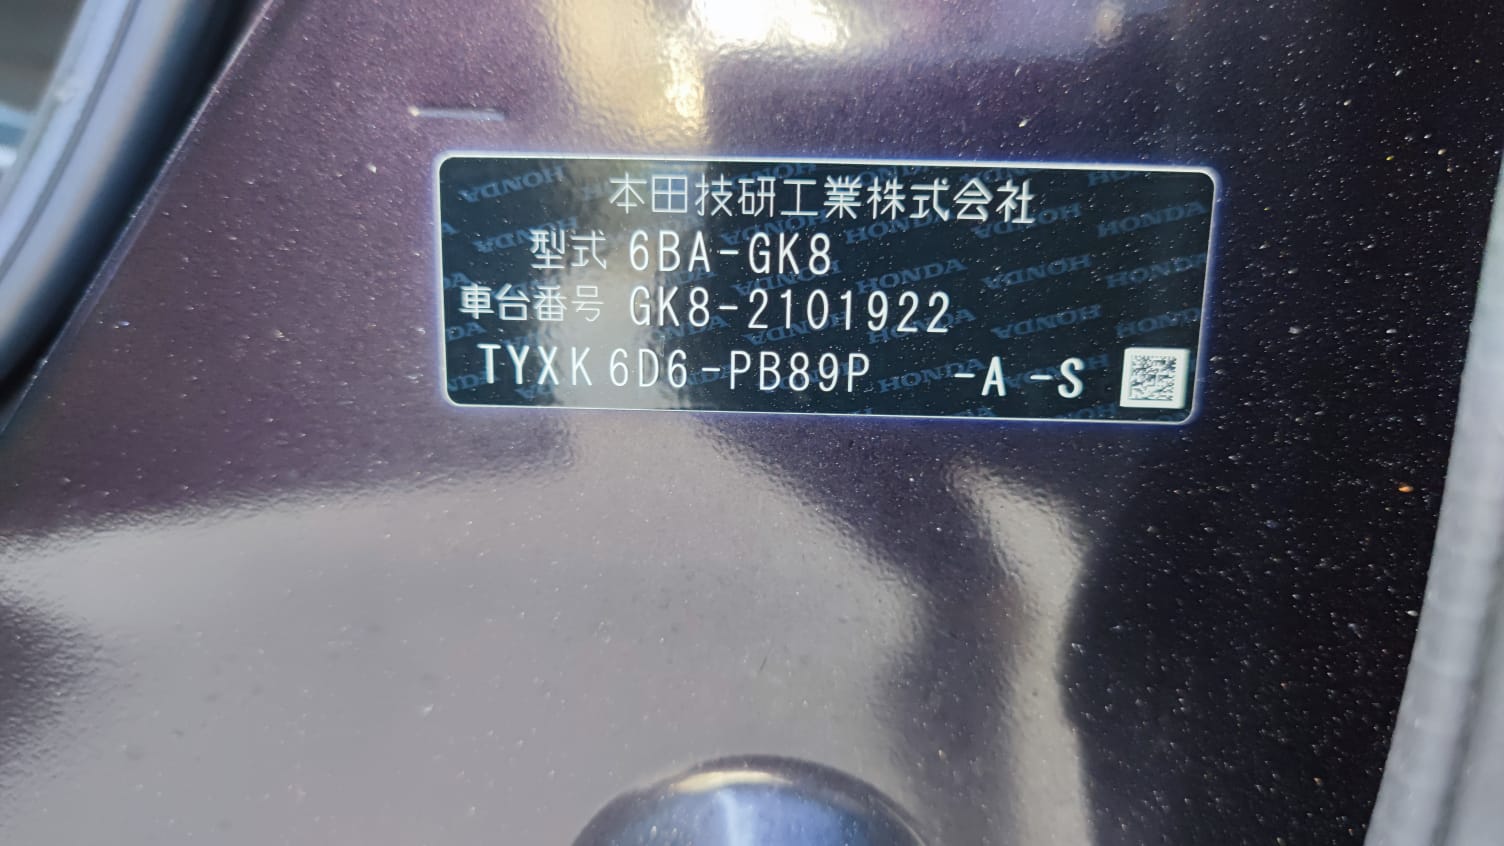 本田技研工業株式会社
型式 6BA-GK8
車台番号 GK8-2101922
TYXK 6D6-PB89P -A -S